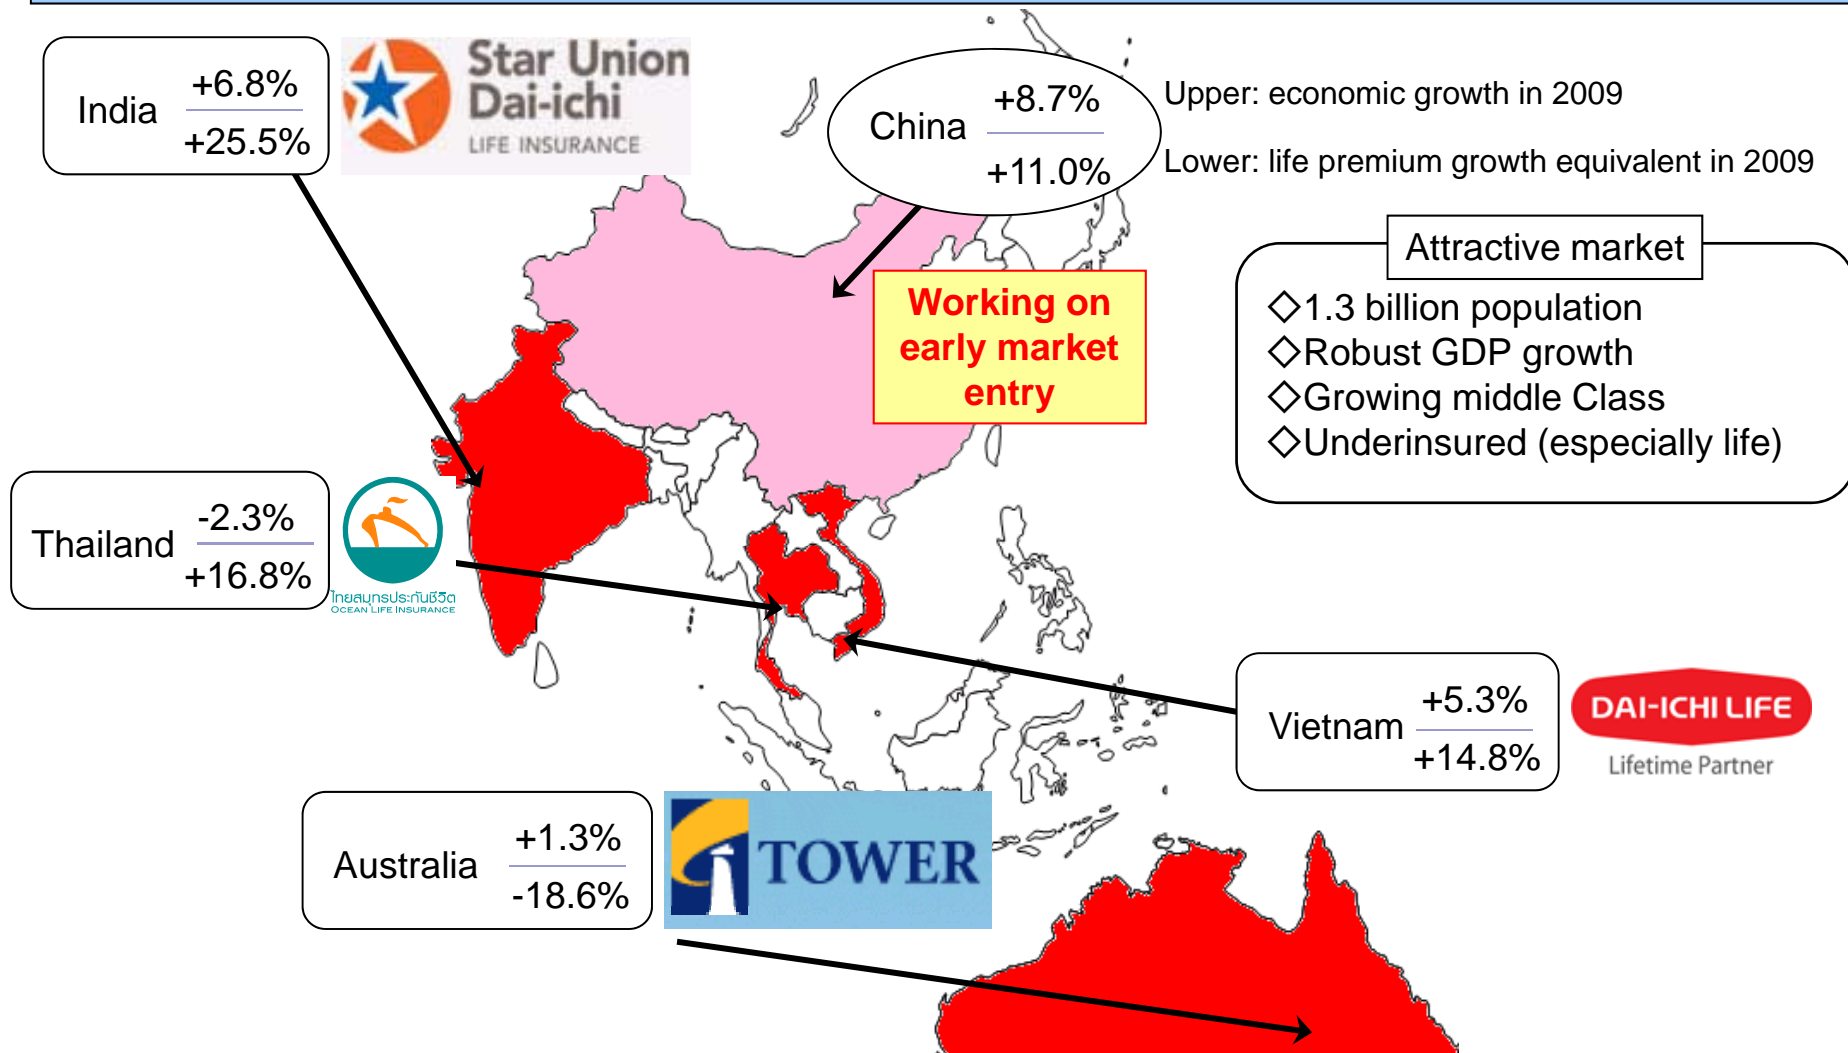 India
+6.8%
+25.5%
Star Union
Dai-ichi
LIFE INSURANCE
China
+8.7%
+11.0%
Upper: economic growth in 2009
Lower: life premium growth equivalent in 2009
Attractive market
◇1.3 billion population
◇Robust GDP growth
◇Growing middle Class
◇Underinsured (especially life)
Working on
early market
entry
Thailand
-2.3%
+16.8%
ไทยสมุทรประกันชีวิต
OCEAN LIFE INSURANCE
Vietnam
+5.3%
+14.8%
DAI-ICHI LIFE
Lifetime Partner
Australia
+1.3%
-18.6%
TOWER